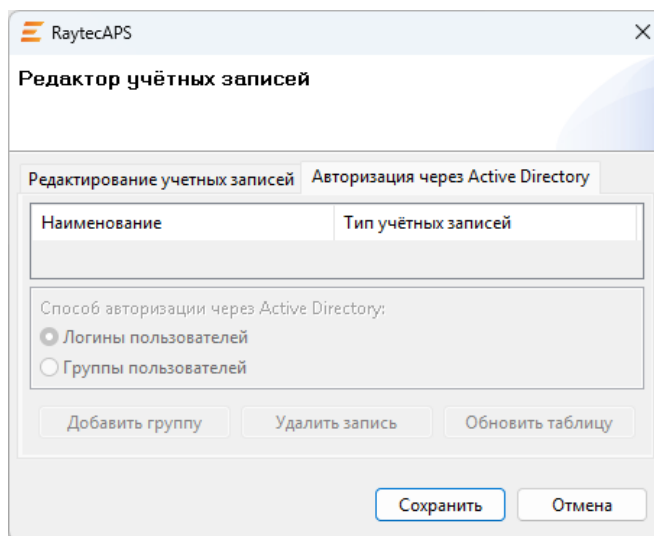 RaytecAPS
Редактор учётных записей
Редактирование учетных записей Авторизация через Active Directory
Наименование Тип учётных записей
Способ авторизации через Active Directory:
Логины пользователей
Группы пользователей
Добавить группу Удалить запись Обновить таблицу
Сохранить Отмена